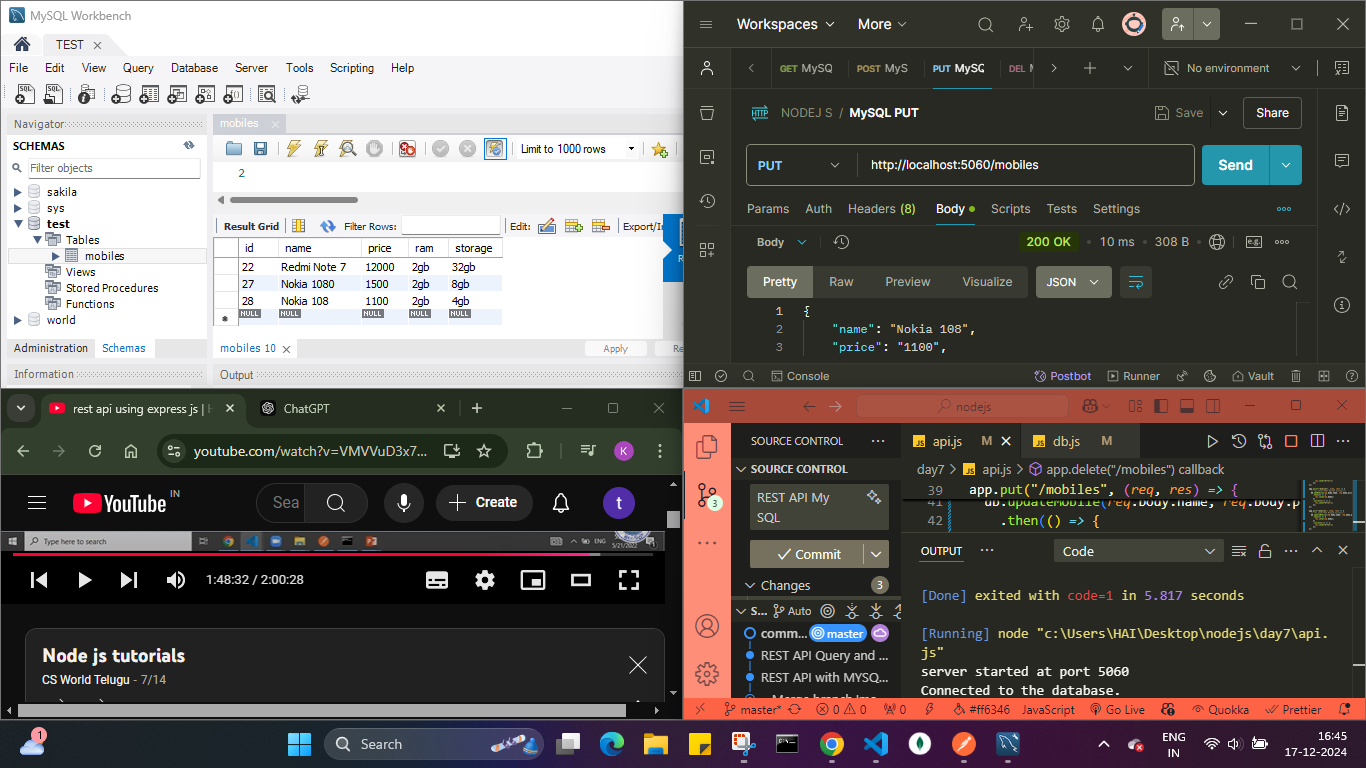 MySQL Workbench
TEST
File Edit View Query Database Server Tools Scripting Help
Navigator
SCHEMAS
Filter objects
sakila
sys
test
Tables
mobiles
Views
Stored Procedures
Functions
world
Administration Schemas
Information
mobiles
Limit to 1000 rows
2
Result Grid Filter Rows: Edit: Export/In
id name price ram storage
22 Redmi Note 7 12000 2gb 32gb
27 Nokia 1080 1500 2gb 8gb
28 Nokia 108 1100 2gb 4gb
NULL NULL NULL NULL NULL
mobiles 10 Apply Re
Output
Workspaces More
GET MySQ POST MyS PUT MySQ DEL M No environment
HTTP NODEJ S / MySQL PUT Save Share
PUT http://localhost:5060/mobiles Send
Params Auth Headers (8) Body Scripts Tests Settings
Body 200 OK 10 ms 308 B e.g.
Pretty Raw Preview Visualize JSON
1 {
2 "name": "Nokia 108",
3 "price": "1100",
Console Postbot Runner Vault
rest api using express js | H ChatGPT
youtube.com/watch?v=VMVVuD3x7... K
YouTube IN Sea Create t
Type here to search 5/21/2022
1:48:32 / 2:00:28
Node js tutorials
CS World Telugu - 7/14
nodejs
SOURCE CONTROL
SOURCE CONTROL
REST API My
SQL
Commit
Changes 3
S... Auto
comm... master
REST API Query and ...
REST API with MYSQ...
3
api.js M db.js M
day7 > api.js > app.delete("/mobiles") callback
39 app.put("/mobiles", (req, res) => {
41 db.updateMobile(req.body.name, req.body.p
42 .then(() => {
OUTPUT Code
[Done] exited with code=1 in 5.817 seconds
[Running] node "c:\Users\HAI\Desktop\nodejs\day7\api.
js"
server started at port 5060
Connected to the database.
master* 0 0 0 #ff6346 JavaScript Go Live Quokka Prettier
1 Search ENG
IN 16:45
17-12-2024